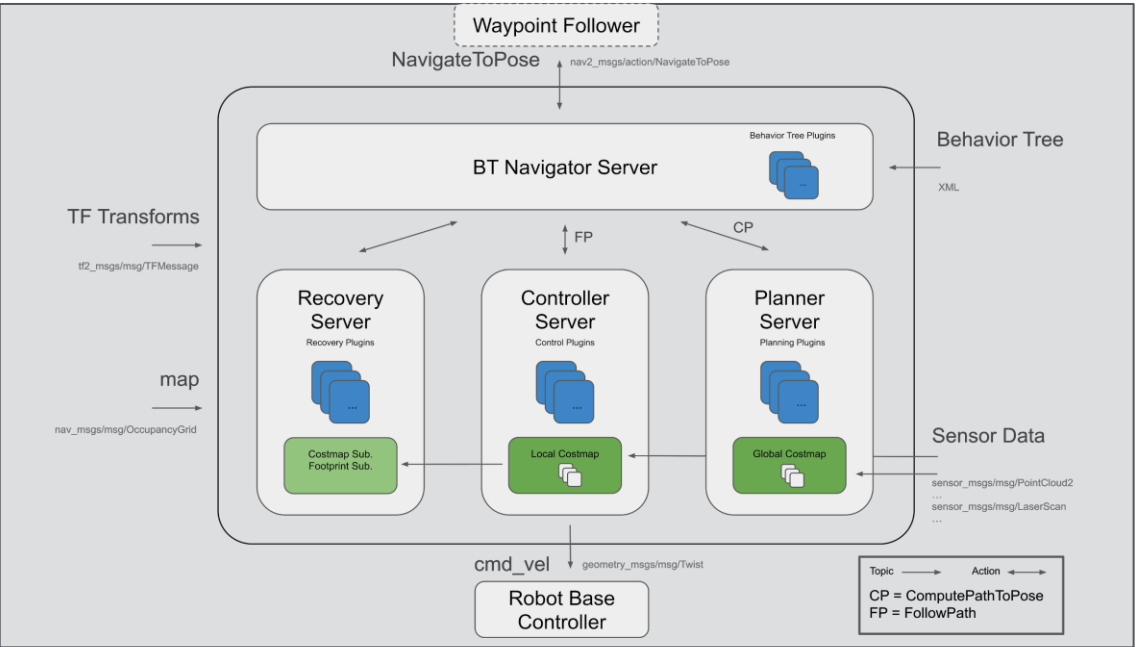 Waypoint Follower
NavigateToPose
nav2_msgs/action/NavigateToPose
Behavior Tree Plugins
BT Navigator Server
...
Behavior Tree
XML
TF Transforms
tf2_msgs/msg/TFMessage
FP
CP
Recovery
Server
Recovery Plugins
...
Costmap Sub.
Footprint Sub.
Controller
Server
Control Plugins
...
Local Costmap
Planner
Server
Planning Plugins
...
Global Costmap
map
nav_msgs/msg/OccupancyGrid
Sensor Data
sensor_msgs/msg/PointCloud2
...
sensor_msgs/msg/LaserScan
...
cmd_vel
geometry_msgs/msg/Twist
Robot Base
Controller
Topic
Action
CP = ComputePathToPose
FP = FollowPath